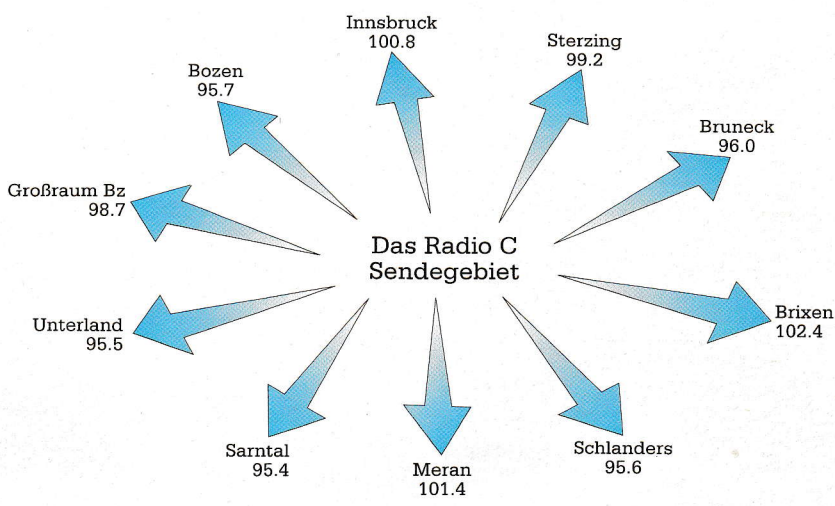 Innsbruck
100.8
Sterzing
99.2
Bozen
95.7
Bruneck
96.0
Großraum Bz
98.7
Das Radio C
Sendegebiet
Unterland
95.5
Brixen
102.4
Sarntal
95.4
Meran
101.4
Schlanders
95.6